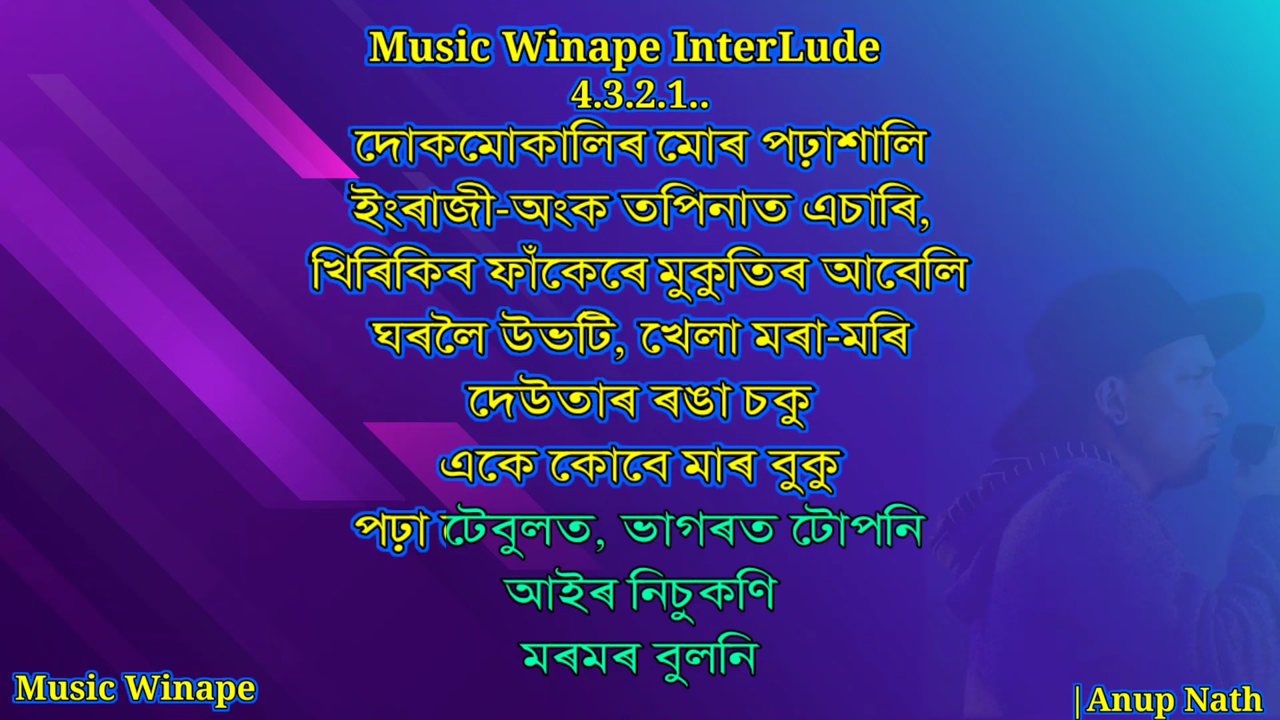 Music Winape InterLude
4.3.2.1..
দোকমোকালিৰ মোৰ পঢ়াশালি
ইংৰাজী-অংক তপিনাত এচাৰি,
খিৰিকিৰ ফাঁকেৰে মুকুতিৰ আবেলি
ঘৰলৈ উভটি, খেলা মৰা-মৰি
দেউতাৰ ৰঙা চকু
একে কোবে মাৰ বুকু
পঢ়া টেবুলত, ভাগৰত টোপনি
আইৰ নিচুকণি
মৰমৰ বুলনি
Music Winape
|Anup Nath